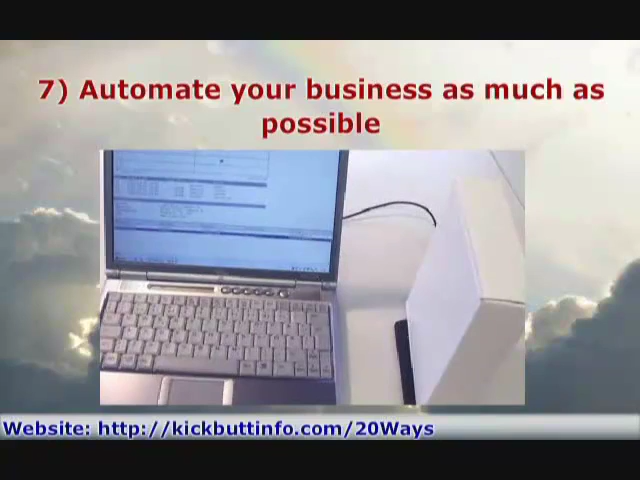 7) Automate your business as much as
possible
Website: http://kickbuttinfo.com/20Ways